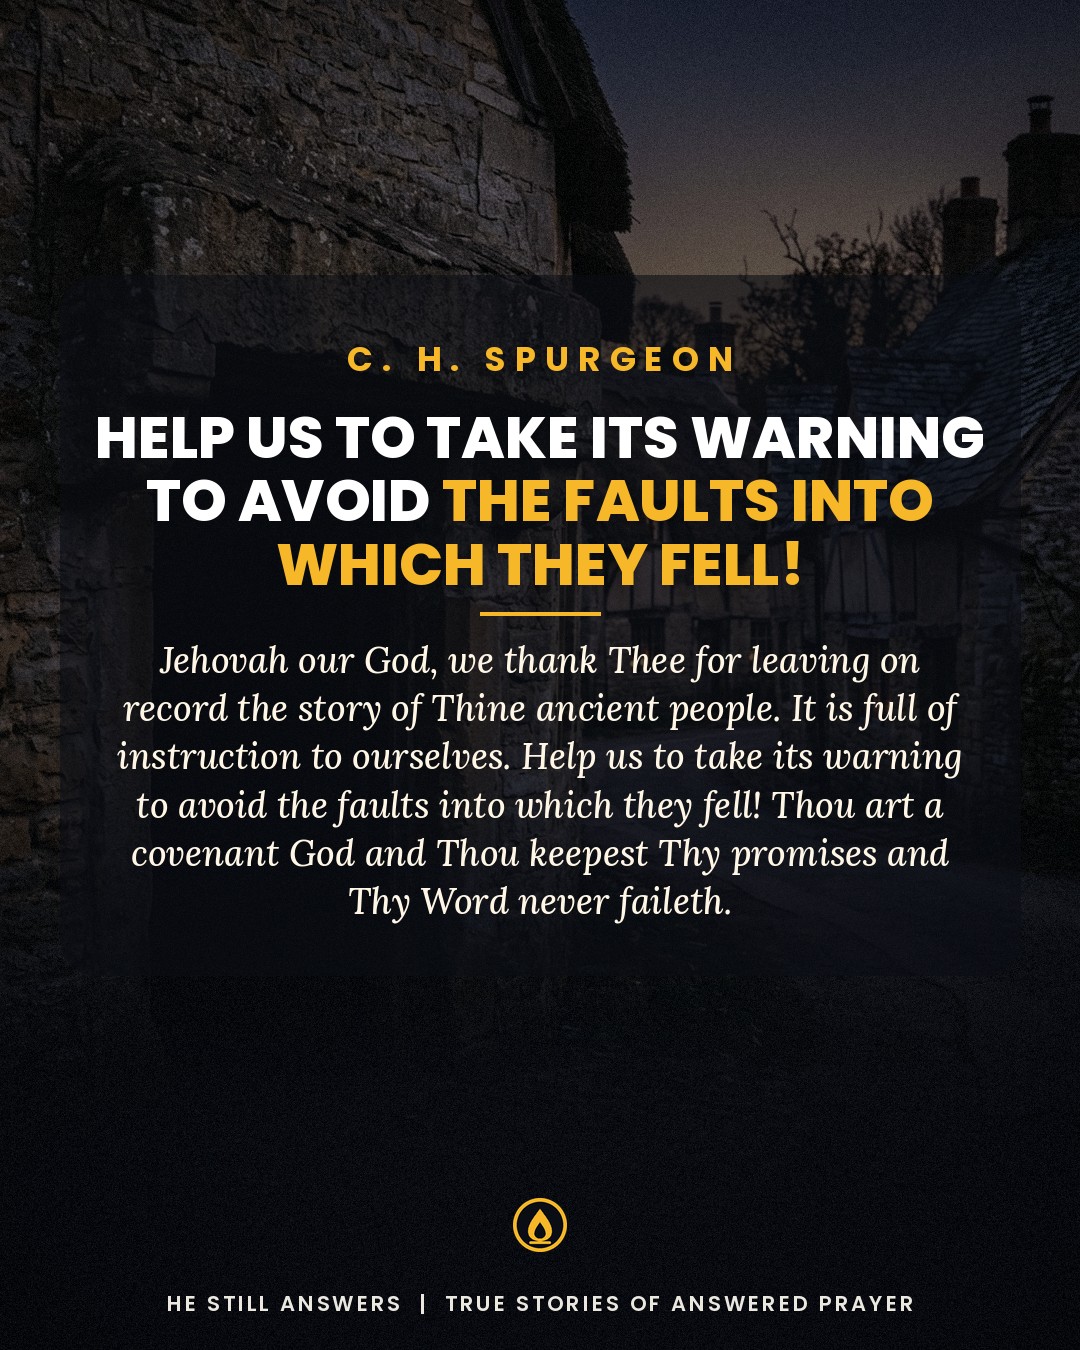 C. H. SPURGEON
HELP US TO TAKE ITS WARNING
TO AVOID THE FAULTS INTO
WHICH THEY FELL!
Jehovah our God, we thank Thee for leaving on
record the story of Thine ancient people. It is full of
instruction to ourselves. Help us to take its warning
to avoid the faults into which they fell! Thou art a
covenant God and Thou keepest Thy promises and
Thy Word never faileth.
HE STILL ANSWERS | TRUE STORIES OF ANSWERED PRAYER